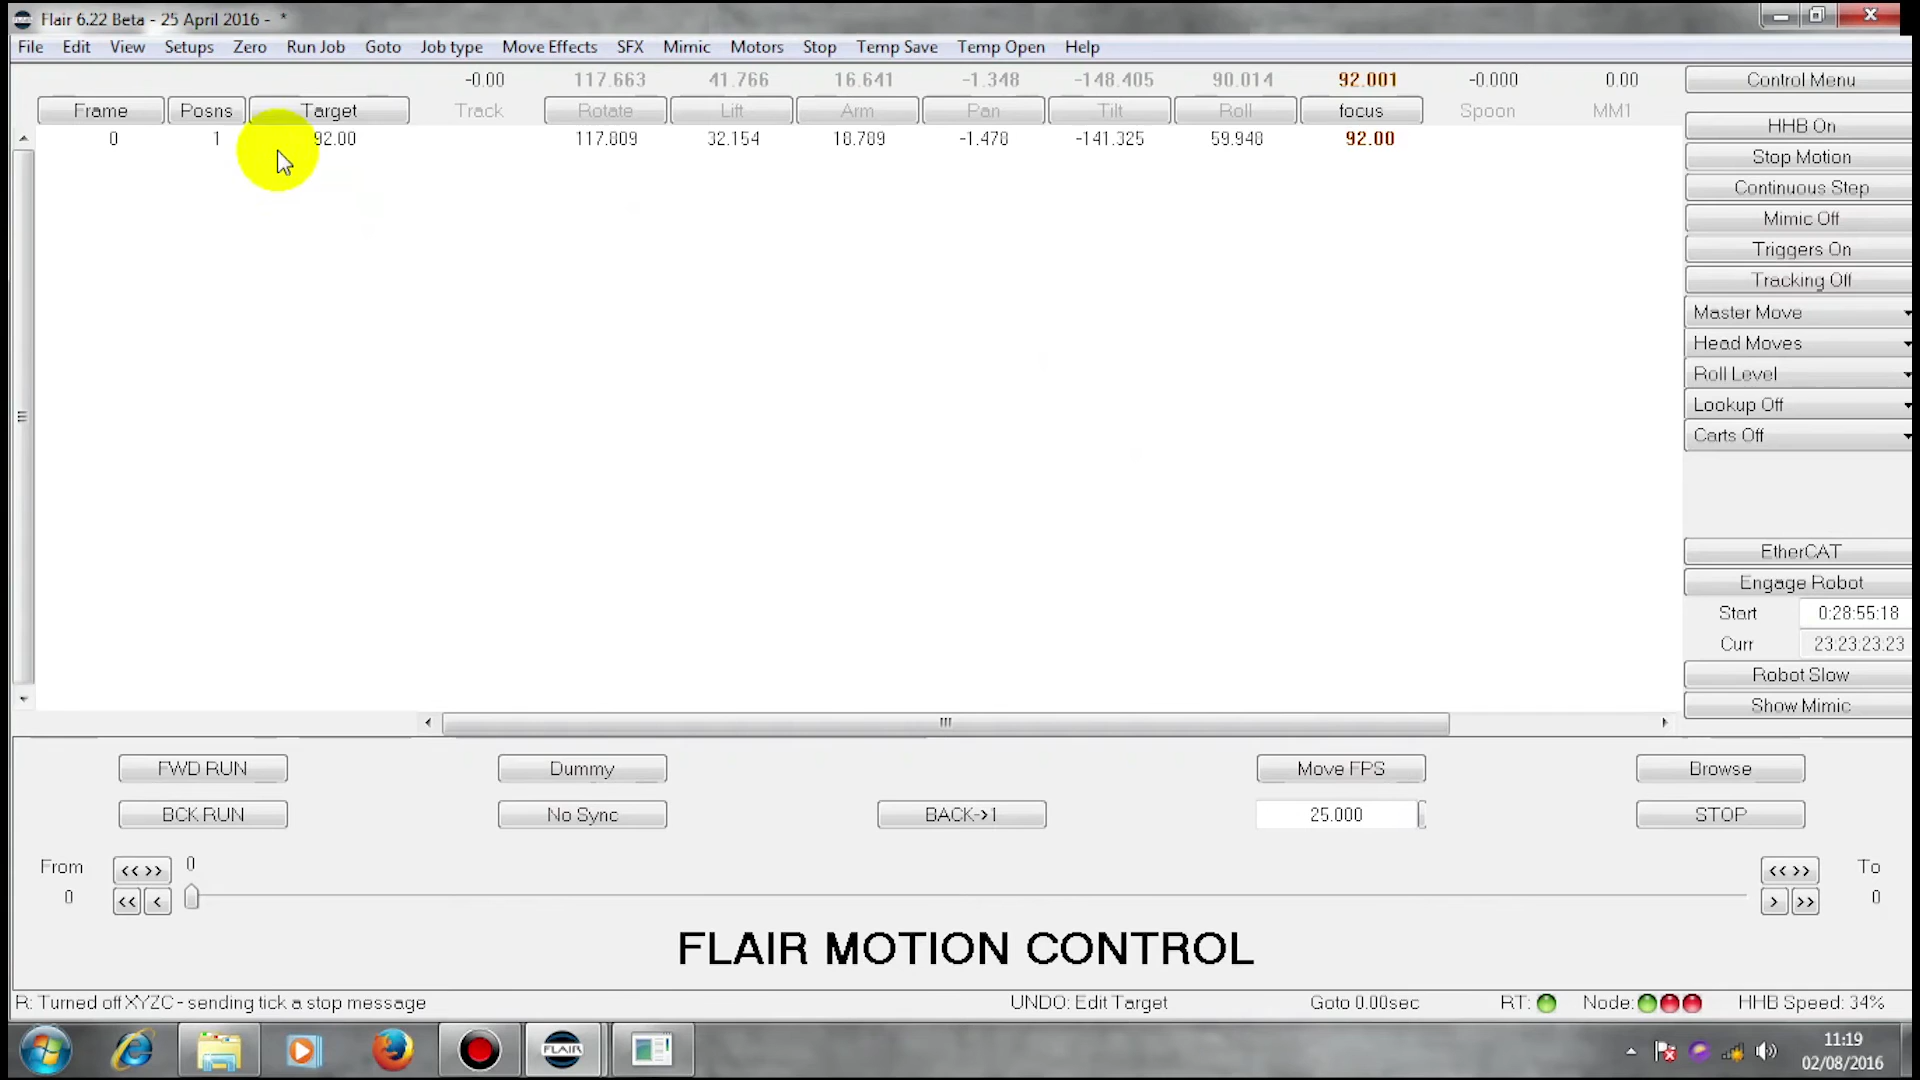 Flair 6.22 Beta - 25 April 2016 - *
File Edit View Setups Zero Run Job Goto Job type Move Effects SFX Mimic Motors Stop Temp Save Temp Open Help
-0.00 117.663 41.766 16.641 -1.348 -148.405 90.014 92.001 -0.000 0.00
Frame Posns Target Track Rotate Lift Arm Pan Tilt Roll focus Spoon MM1
0 1 92.00 117.809 32.154 18.789 -1.478 -141.325 59.948 92.00
Control Menu
HHB On
Stop Motion
Continuous Step
Mimic Off
Triggers On
Tracking Off
Master Move
Head Moves
Roll Level
Lookup Off
Carts Off
EtherCAT
Engage Robot
Start 0:28:55:18
Curr 23:23:23:23
Robot Slow
Show Mimic
FWD RUN Dummy Move FPS Browse
BCK RUN No Sync BACK->1 25.000 STOP
From << >> 0 << >> To
0 << < > >> 0
FLAIR MOTION CONTROL
R: Turned off XYZC - sending tick a stop message UNDO: Edit Target Goto 0.00sec RT: Node: HHB Speed: 34%
FLAIR
11:19
02/08/2016